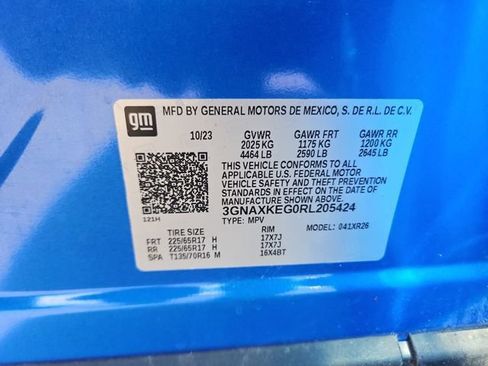 gm
MFD BY GENERAL MOTORS DE MEXICO, S. DE R.L. DE C.V.
10/23 GVWR GAWR FRT GAWR RR
2025 KG 1175 KG 1200 KG
4464 LB 2590 LB 2645 LB
THIS VEHICLE CONFORMS TO ALL
APPLICABLE U.S. FEDERAL MOTOR
VEHICLE SAFETY AND THEFT PREVENTION
STANDARDS IN EFFECT ON THE DATE OF
MANUFACTURE SHOWN ABOVE.
3GNAXKEG0RL205424
121H TYPE: MPV MODEL: 041XR26
TIRE SIZE RIM
FRT 225/65R17 H 17X7J
RR 225/65R17 H 17X7J
SPA T135/70R16 M 16X4BT